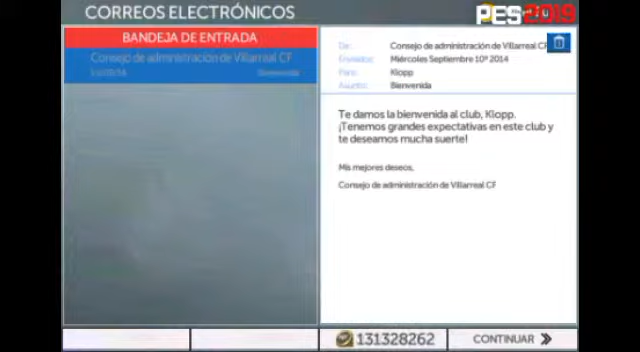 CORREOS ELECTRÓNICOS
PES2019
BANDEJA DE ENTRADA
Consejo de administración de Villarreal CF
Bienvenida
De: Consejo de administración de Villarreal CF
Enviados: Miércoles Septiembre 10º 2014
Para: Klopp
Asunto: Bienvenida
Te damos la bienvenida al club, Klopp.
¡Tenemos grandes expectativas en este club y
te deseamos mucha suerte!
Mis mejores deseos,
Consejo de administración de Villarreal CF
131328262
CONTINUAR